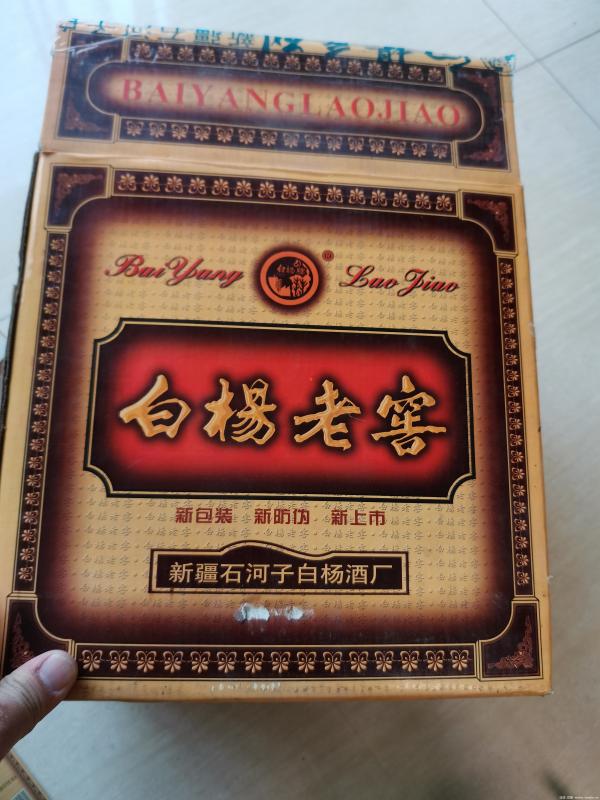 BAIYANGLAOJIAO
Bai Yang
Lao Jiao
白楊老窖
新包装 新防伪 新上市
新疆石河子白杨酒厂